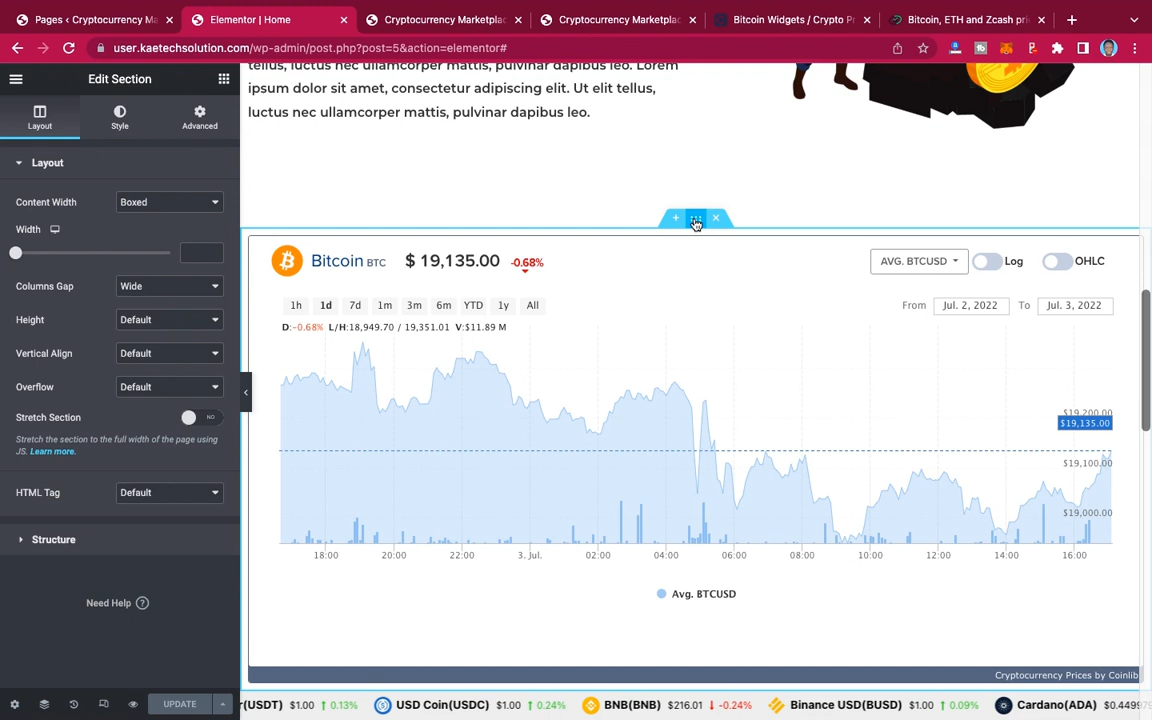 Pages < Cryptocurrency Ma
Elementor | Home
Cryptocurrency Marketplac
Cryptocurrency Marketplac
Bitcoin Widgets / Crypto P
Bitcoin, ETH and Zcash pri
user.kaetechsolution.com/wp-admin/post.php?post=5&action=elementor#
Edit Section
Layout
Style
Advanced
Layout
Content Width
Boxed
Width
Columns Gap
Wide
Height
Default
Vertical Align
Default
Overflow
Default
Stretch Section
NO
Stretch the section to the full width of the page using
JS. Learn more.
HTML Tag
Default
Structure
Need Help ?
UPDATE
tellus, luctus nec ullamcorper mattis, pulvinar dapibus leo. Lorem
ipsum dolor sit amet, consectetur adipiscing elit. Ut elit tellus,
luctus nec ullamcorper mattis, pulvinar dapibus leo.
Bitcoin BTC $ 19,135.00 -0.68%
AVG. BTCUSD
Log
OHLC
1h 1d 7d 1m 3m 6m YTD 1y All
From Jul. 2, 2022 To Jul. 3, 2022
D:-0.68% L/H:18,949.70 / 19,351.01 V:$11.89 M
$19,200.00
$19,135.00
$19,100.00
$19,000.00
18:00 20:00 22:00 3. Jul. 02:00 04:00 06:00 08:00 10:00 12:00 14:00 16:00
Avg. BTCUSD
Cryptocurrency Prices by Coinlib
r(USDT) $1.00 0.13% USD Coin(USDC) $1.00 0.24% BNB(BNB) $216.01 -0.24% Binance USD(BUSD) $1.00 0.09% Cardano(ADA) $0.4499